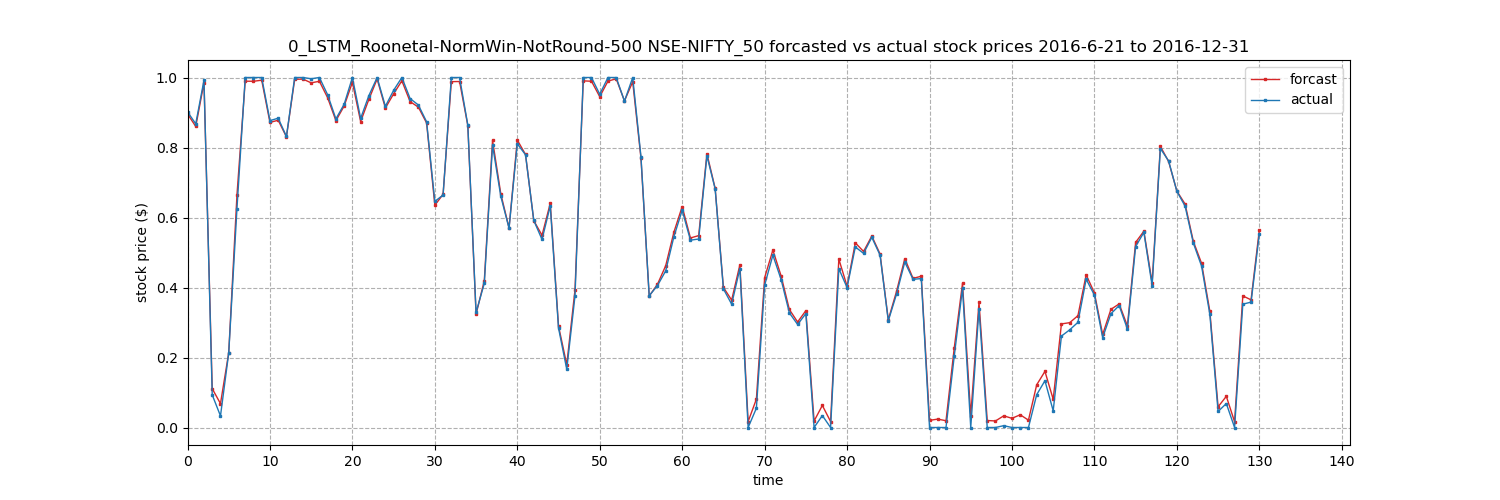 0_LSTM_Roonetal-NormWin-NotRound-500 NSE-NIFTY_50 forcasted vs actual stock prices 2016-6-21 to 2016-12-31
forcast
actual
stock price ($)
1.0
0.8
0.6
0.4
0.2
0.0
0 10 20 30 40 50 60 70 80 90 100 110 120 130 140
time